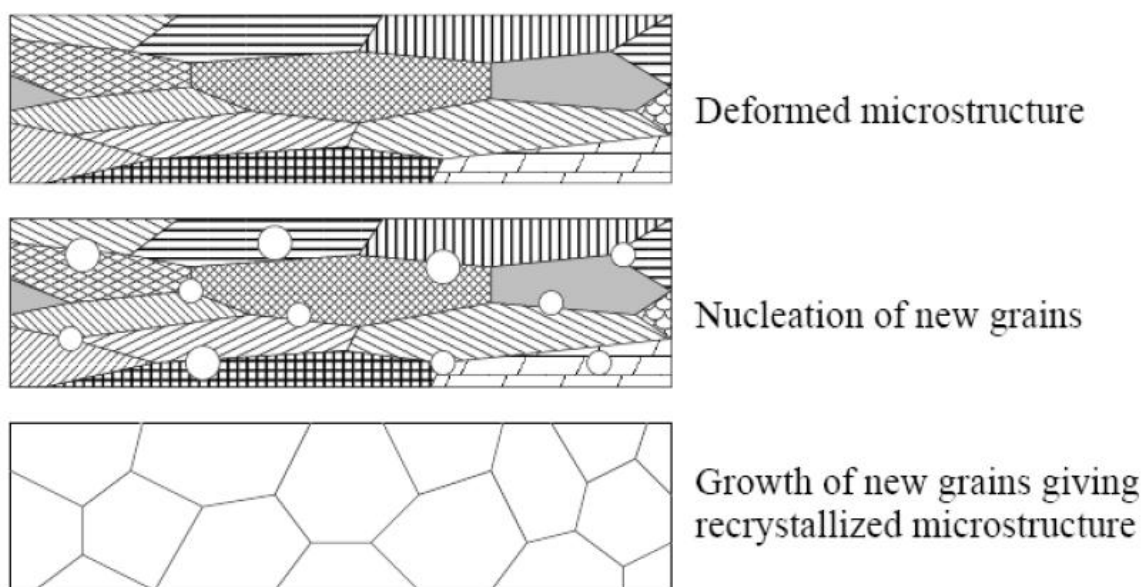 Deformed microstructure
Nucleation of new grains
Growth of new grains giving
recrystallized microstructure